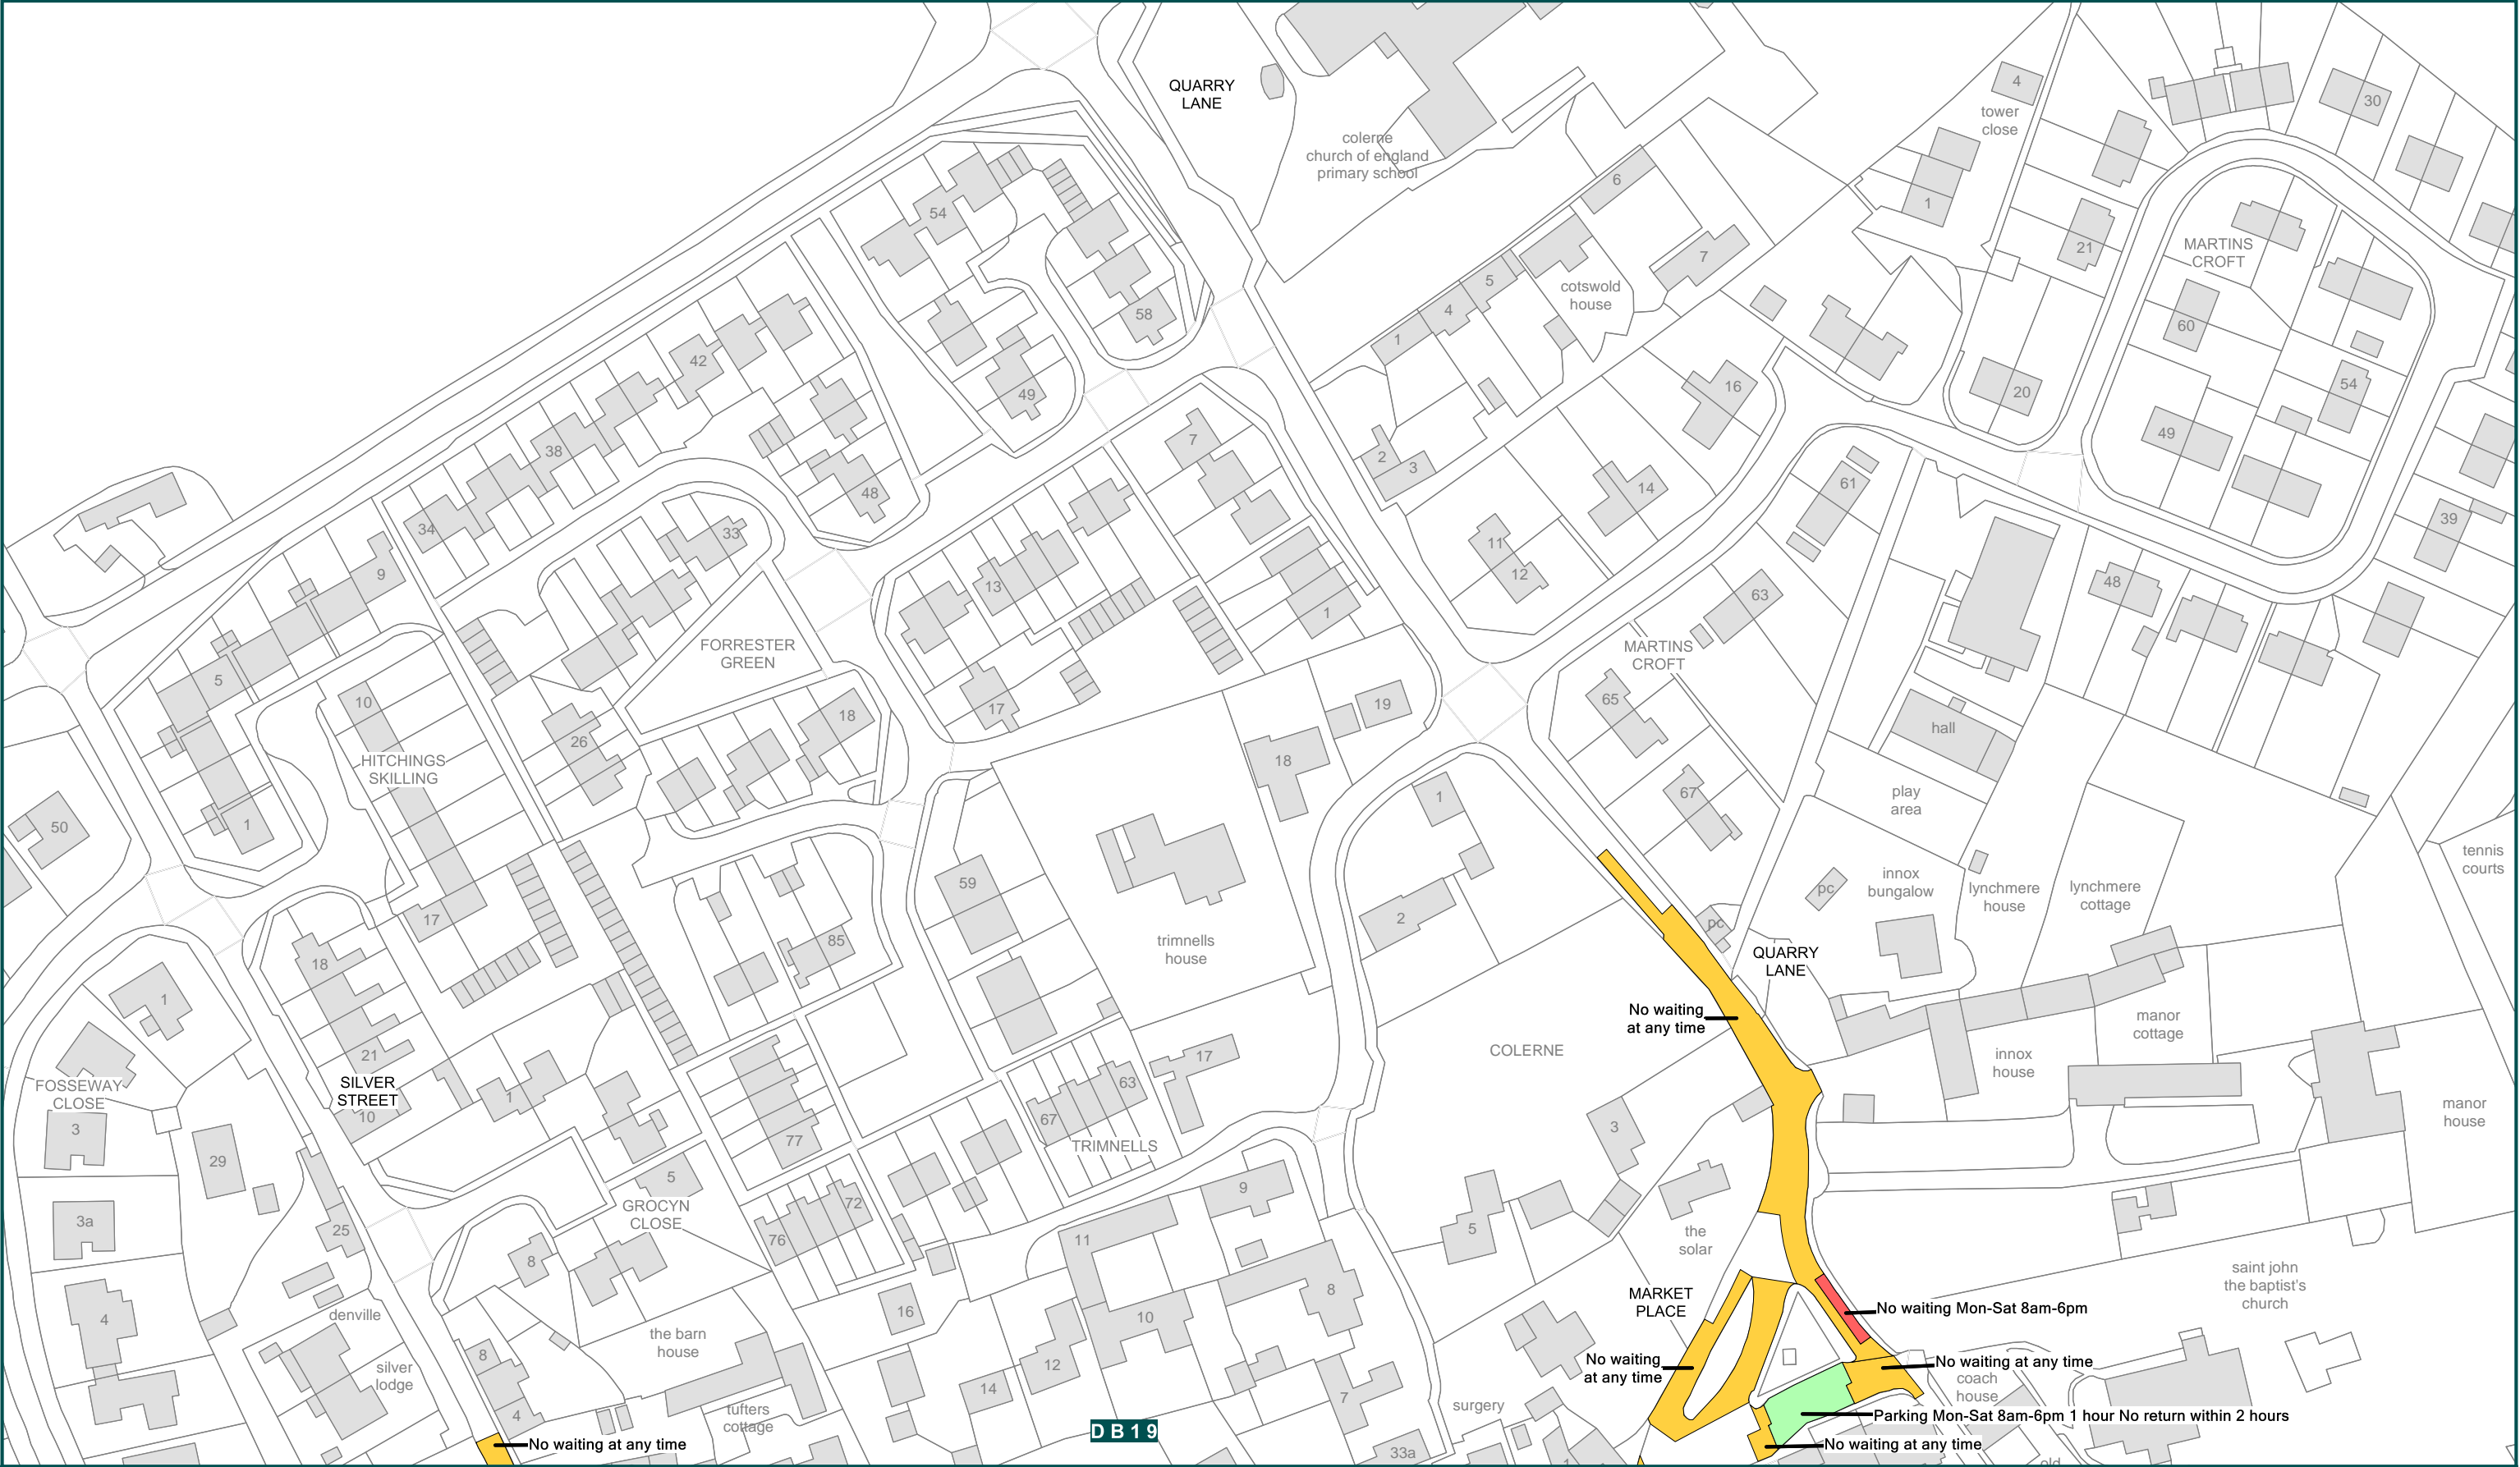 QUARRY
LANE
colerne
church of england
primary school
4
tower
close
30
6
1
54
21
MARTINS
CROFT
7
5
cotswold
house
4
58
60
1
42
16
20
54
49
38
2
3
7
49
48
61
14
39
34
33
11
9
12
13
48
63
1
FORRESTER
GREEN
MARTINS
CROFT
5
10
17
18
26
19
65
hall
HITCHINGS
SKILLING
18
67
1
play
area
50
1
tennis
courts
59
pc
innox
bungalow
lynchmere
house
lynchmere
cottage
17
2
pc
85
trimnells
house
18
QUARRY
LANE
1
No waiting
at any time
manor
cottage
COLERNE
21
17
innox
house
FOSSEWAY
CLOSE
SILVER
STREET
10
1
63
67
3
manor
house
3
77
TRIMNELLS
29
5
9
3a
GROCYN
CLOSE
72
76
25
5
11
the
solar
8
saint john
the baptist's
church
8
4
denville
16
10
MARKET
PLACE
No waiting Mon-Sat 8am-6pm
the barn
house
8
silver
lodge
12
No waiting
at any time
No waiting at any time
coach
house
14
7
surgery
4
tufters
cottage
Parking Mon-Sat 8am-6pm 1 hour No return within 2 hours
DB19
No waiting at any time
No waiting at any time
33a
1
old